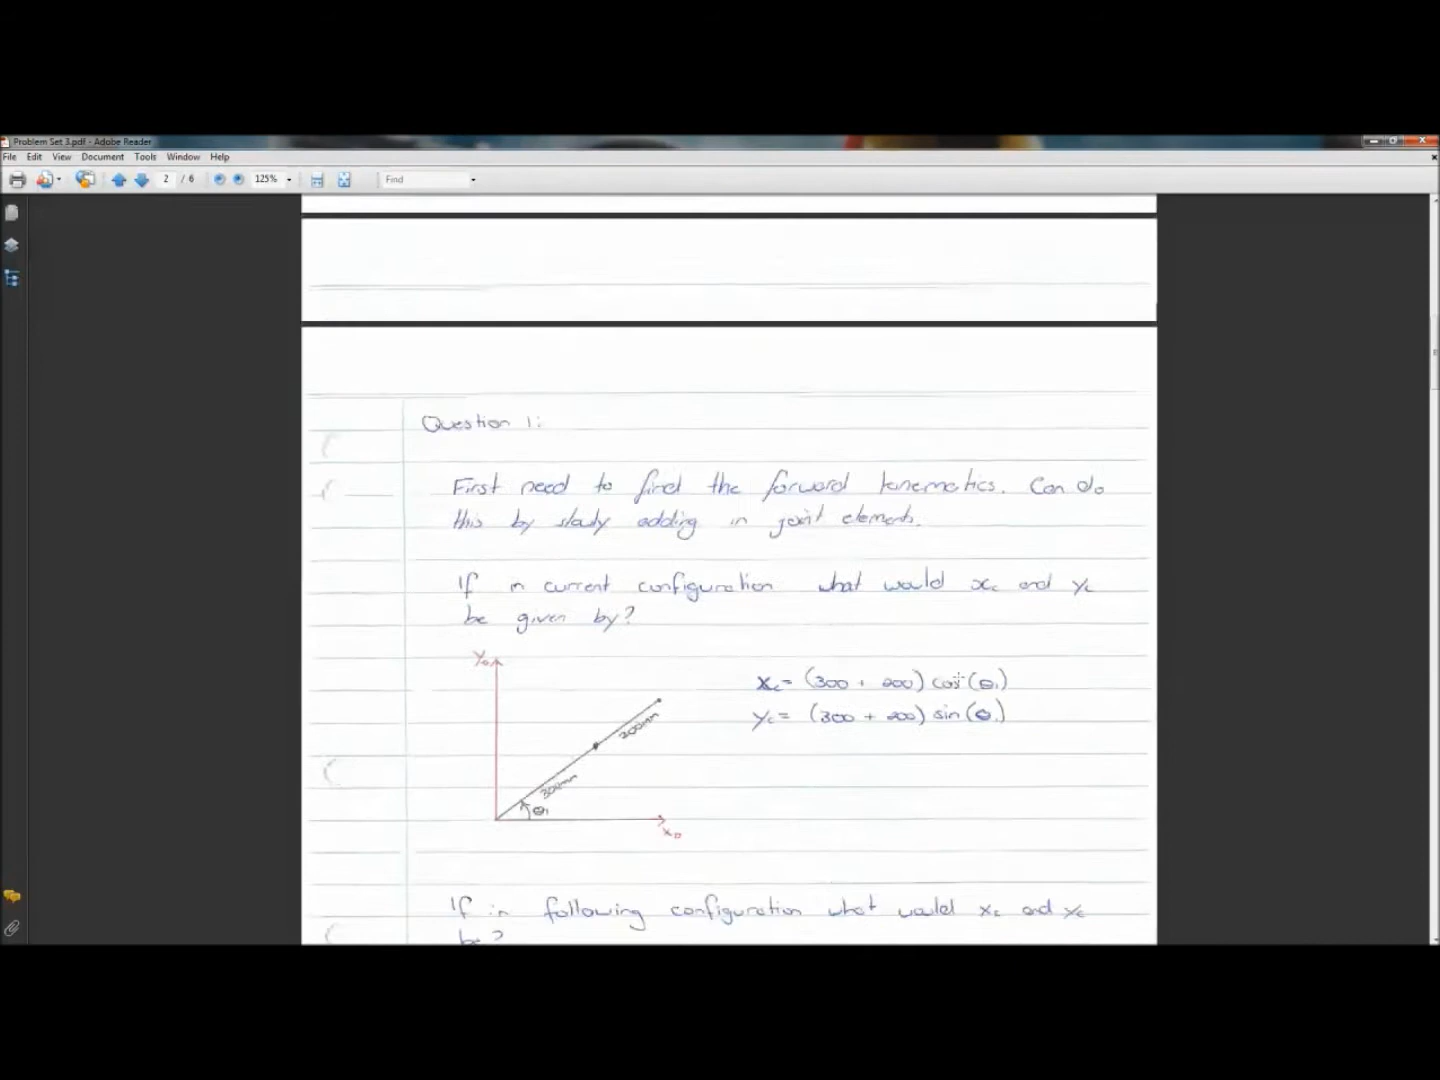 Problem Set 3.pdf - Adobe Reader
File Edit View Document Tools Window Help
2 / 6 125% Find
Question 1:
First need to find the forward kinematics. Can do
this by slowly adding in joint elements.
If in current configuration what would xc and yc
be given by?
Y0
xc = (300 + 200) cos(θ1)
yc = (300 + 200) sin(θ1)
200mm
300mm
θ1
x0
If in following configuration what would xc and yc
be?